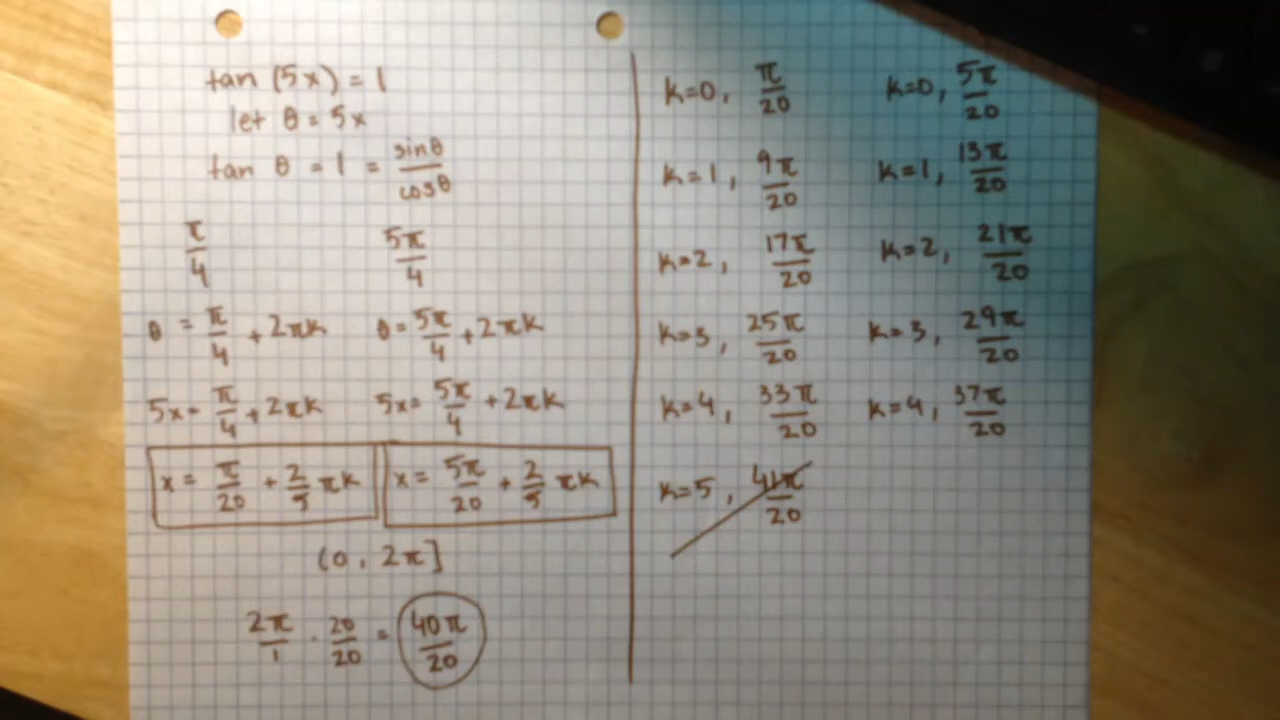 tan (5x) = 1
let θ = 5x
tan θ = 1 = sinθ/cosθ
π/4 5π/4
θ = π/4 + 2πk θ = 5π/4 + 2πk
5x = π/4 + 2πk 5x = 5π/4 + 2πk
x = π/20 + 2/5 πk x = 5π/20 + 2/5 πk
(0, 2π]
2π/1 · 20/20 = 40π/20
k=0, π/20 k=0, 5π/20
k=1, 9π/20 k=1, 13π/20
k=2, 17π/20 k=2, 21π/20
k=3, 25π/20 k=3, 29π/20
k=4, 33π/20 k=4, 37π/20
k=5, 41π/20